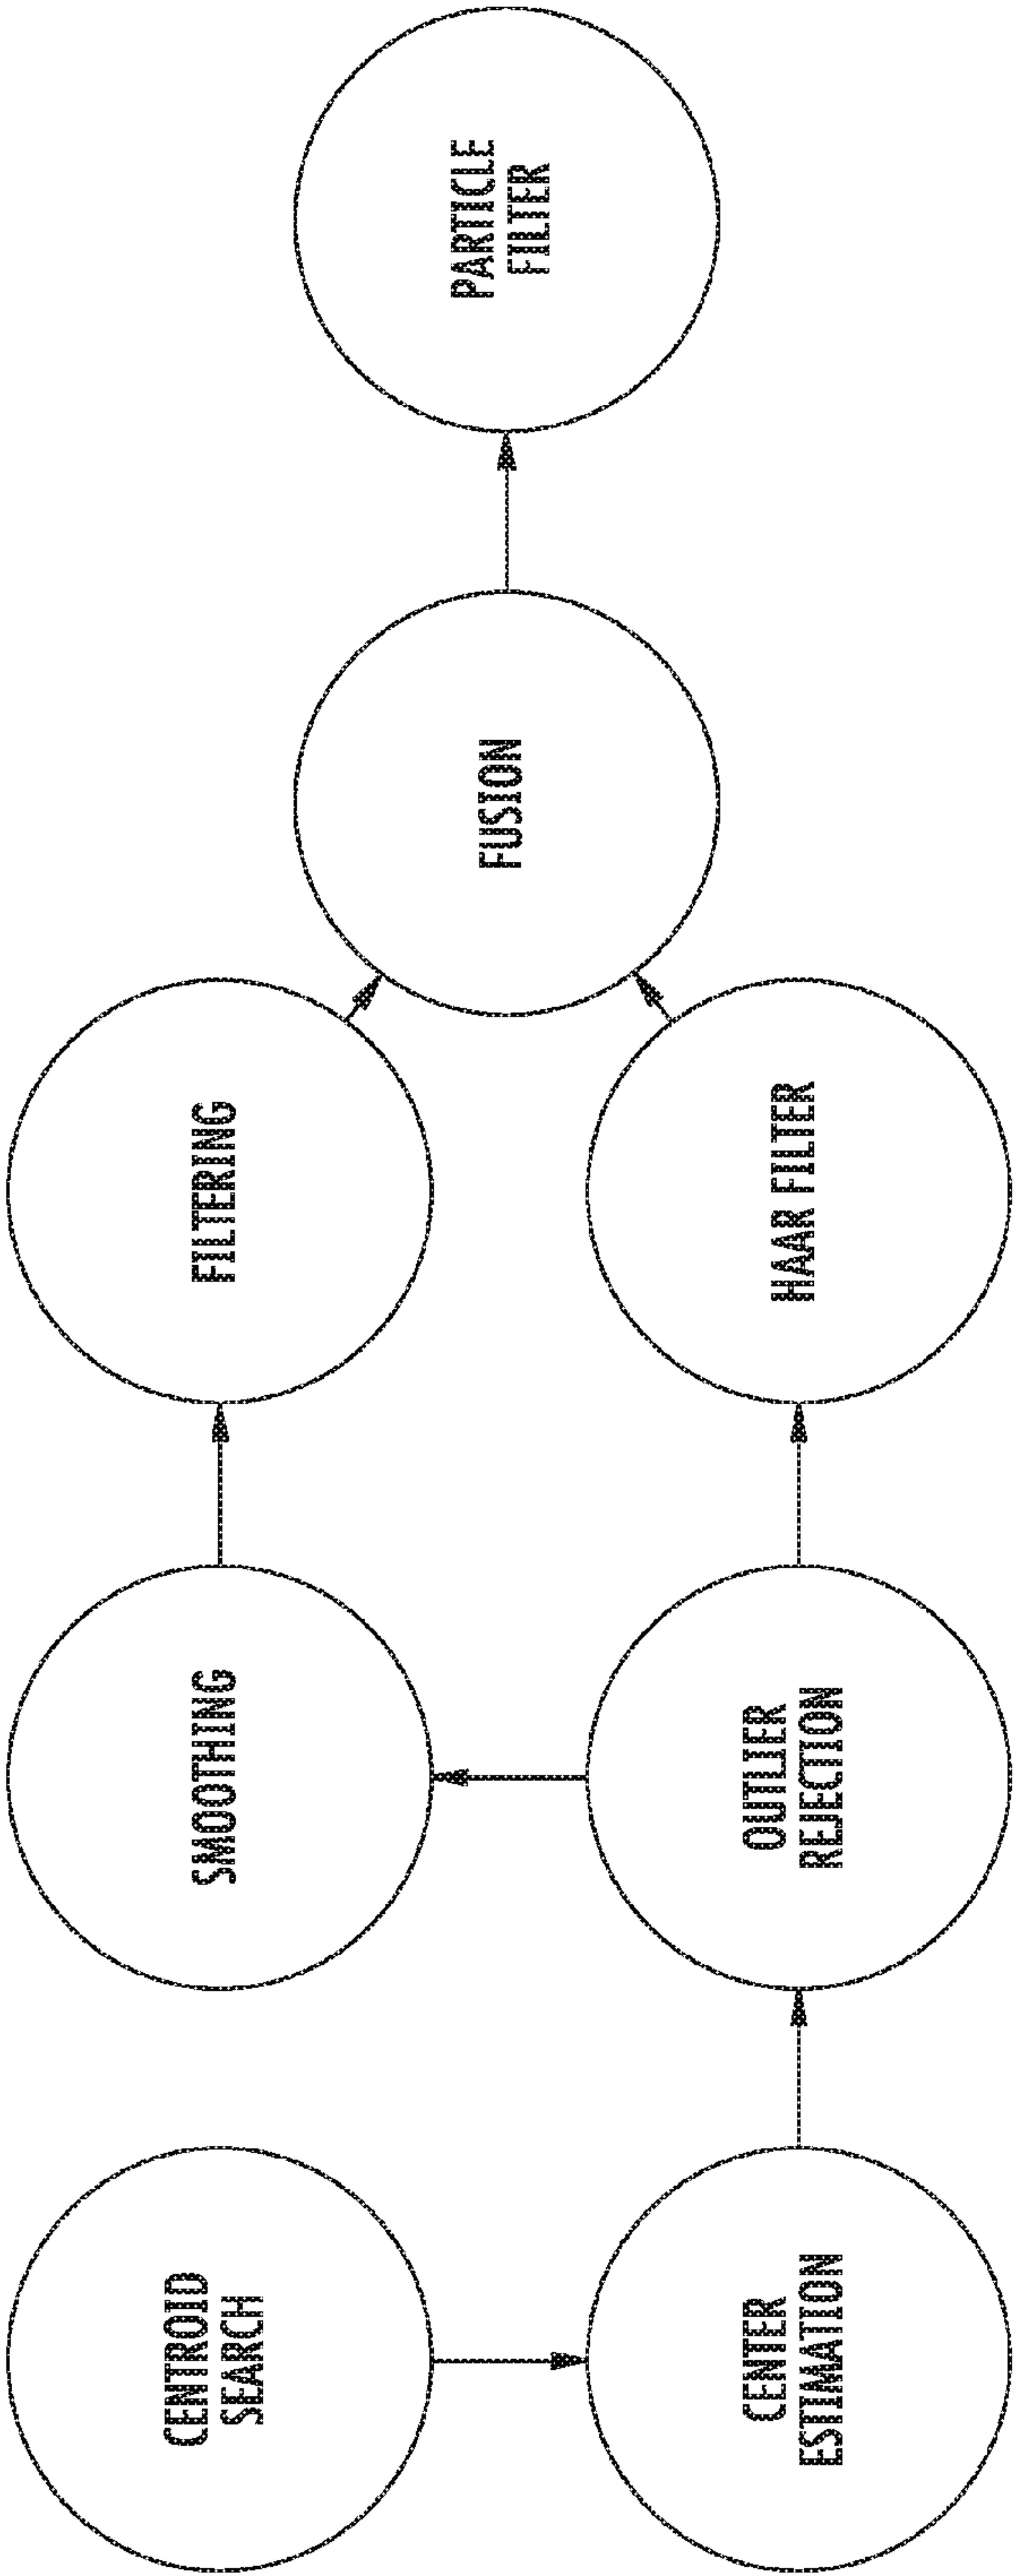 CENTROID
SEARCH
CENTER
ESTIMATION
OUTLIER
REJECTION
SMOOTHING
FILTERING
HAAR FILTER
FUSION
PARTICLE
FILTER